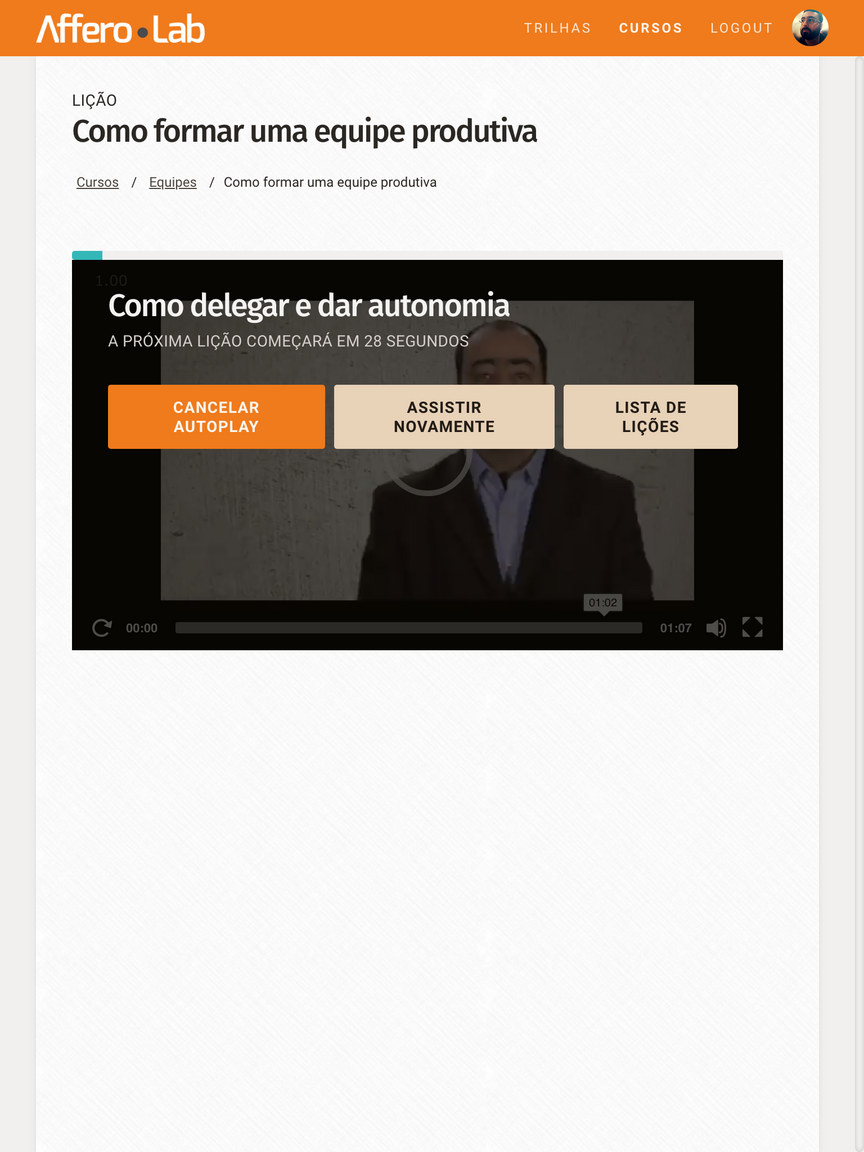 Affero Lab
TRILHAS
CURSOS
LOGOUT
LIÇÃO
Como formar uma equipe produtiva
Cursos / Equipes / Como formar uma equipe produtiva
1.00
Como delegar e dar autonomia
A PRÓXIMA LIÇÃO COMEÇARÁ EM 28 SEGUNDOS
CANCELAR
AUTOPLAY
ASSISTIR
NOVAMENTE
LISTA DE
LIÇÕES
01:02
00:00
01:07